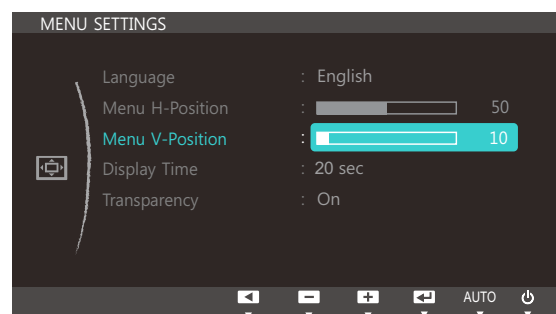 MENU SETTINGS
Language : English
Menu H-Position : 50
Menu V-Position : 10
Display Time : 20 sec
Transparency : On
AUTO